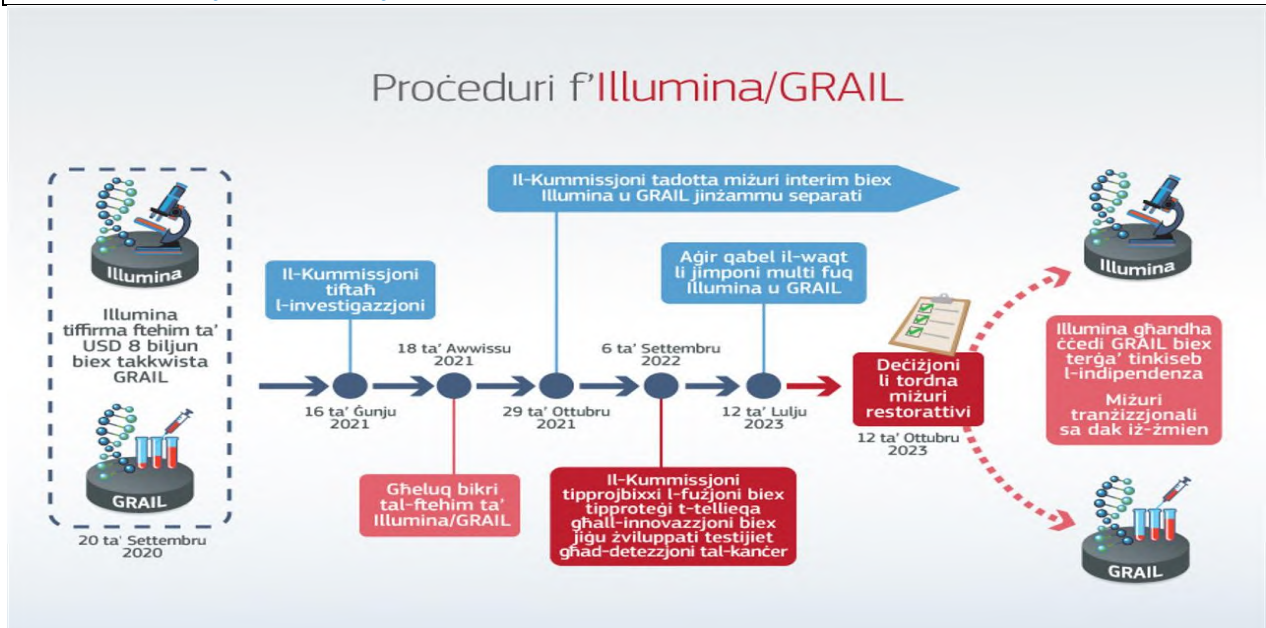 Proċeduri f'Illumina/GRAIL
Illumina
Illumina
tiffirma ftehim ta'
USD 8 biljun
biex takkwista
GRAIL
GRAIL
20 ta' Settembru
2020
Il-Kummissjoni
tiftaħ
l-investigazzjoni
16 ta' Ġunju
2021
18 ta' Awwissu
2021
Għeluq bikri
tal-ftehim ta'
Illumina/GRAIL
Il-Kummissjoni tadotta miżuri interim biex
Illumina u GRAIL jinżammu separati
29 ta' Ottubru
2021
6 ta' Settembru
2022
Il-Kummissjoni
tipprojbixxi l-fużjoni biex
tipproteġi t-tellieqa
għall-innovazzjoni biex
jiġu żviluppati testijiet
għad-detezzjoni tal-kanċer
Aġir qabel il-waqt
li jimponi multi fuq
Illumina u GRAIL
12 ta' Lulju
2023
Deċiżjoni
li tordna
miżuri
restorattivi
12 ta' Ottubru
2023
Illumina
Illumina għandha
ċċedi GRAIL biex
terġa' tinkiseb
l-indipendenza
Miżuri
tranżizzjonali
sa dak iż-żmien
GRAIL